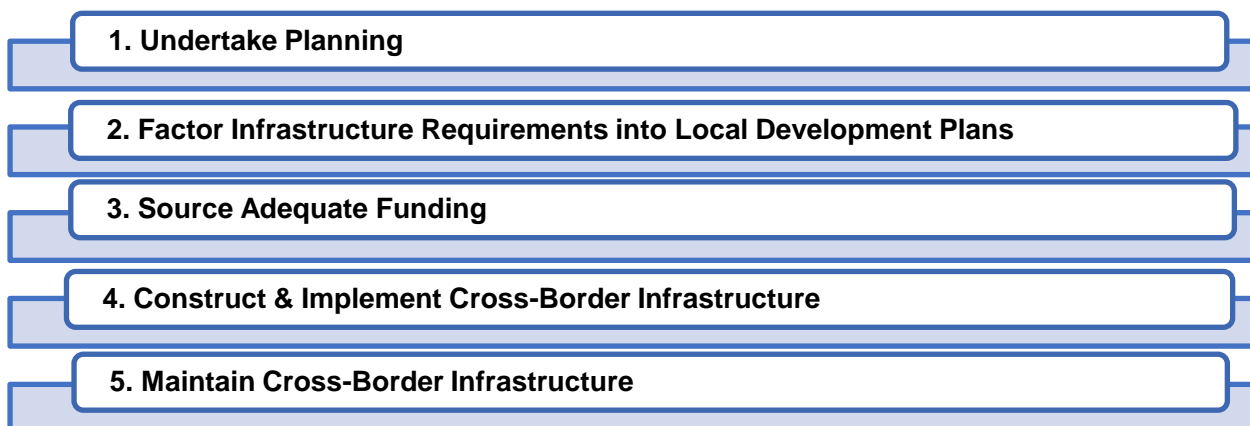 1. Undertake Planning
2. Factor Infrastructure Requirements into Local Development Plans
3. Source Adequate Funding
4. Construct & Implement Cross-Border Infrastructure
5. Maintain Cross-Border Infrastructure